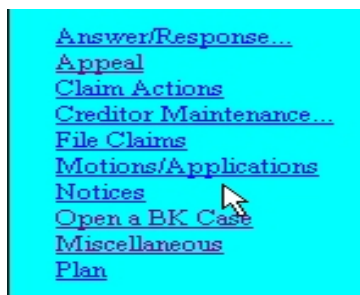 Answer/Response...
Appeal
Claim Actions
Creditor Maintenance...
File Claims
Motions/Applications
Notices
Open a BK Case
Miscellaneous
Plan